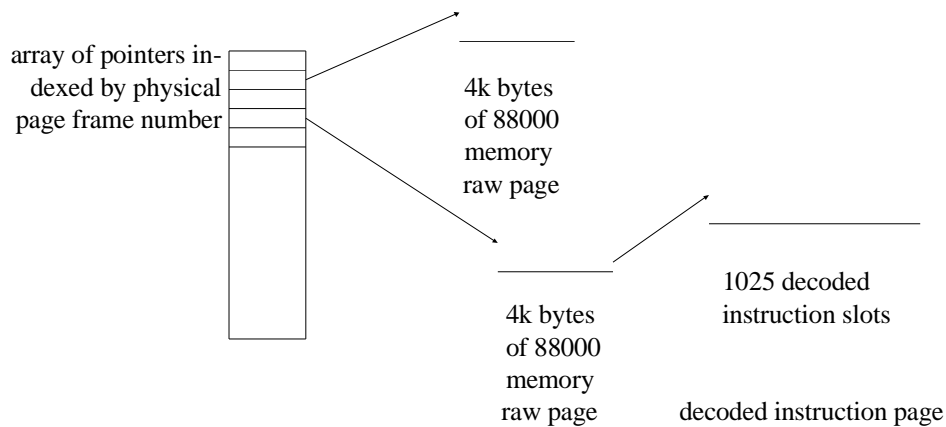 array of pointers in-
dexed by physical
page frame number
4k bytes
of 88000
memory
raw page
4k bytes
of 88000
memory
raw page
1025 decoded
instruction slots
decoded instruction page